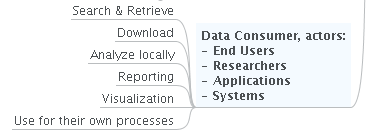 Search & Retrieve
Download
Analyze locally
Reporting
Visualization
Use for their own processes
Data Consumer, actors:
- End Users
- Researchers
- Applications
- Systems